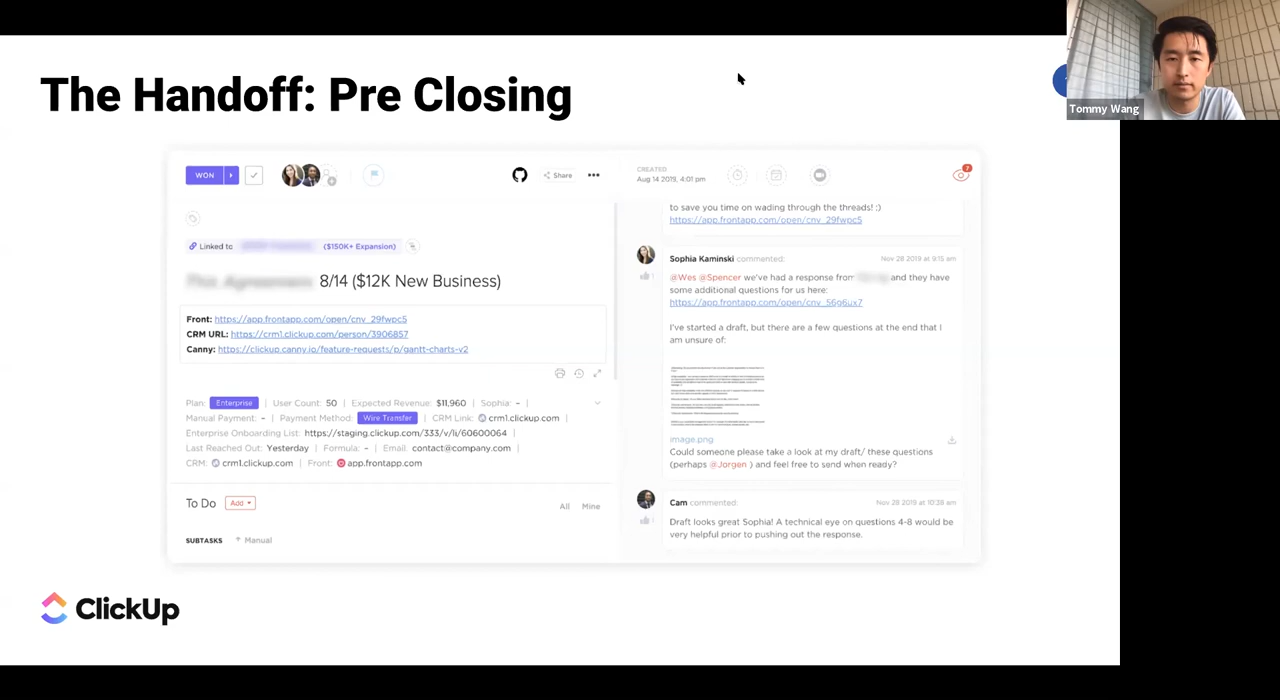 The Handoff: Pre Closing
Tommy Wang
WON
Share
CREATED
Aug 14 2019, 4:01 pm
7
Linked to
($150K+ Expansion)
8/14 ($12K New Business)
Front: https://app.frontapp.com/open/cnv_29fwpc5
CRM URL: https://crm1.clickup.com/person/3906857
Canny: https://clickup.canny.io/feature-requests/p/gantt-charts-v2
Plan: Enterprise | User Count: 50 | Expected Revenue: $11,960 | Sophia: - |
Manual Payment: - | Payment Method: Wire Transfer | CRM Link: crm1.clickup.com |
Enterprise Onboarding List: https://staging.clickup.com/333/v/li/60600064 |
Last Reached Out: Yesterday | Formula: - | Email: contact@company.com |
CRM: crm1.clickup.com | Front: app.frontapp.com
To Do Add
All Mine
SUBTASKS Manual
to save you time on wading through the threads! :)
https://app.frontapp.com/open/cnv_29fwpc5
Sophia Kaminski commented: Nov 28 2019 at 9:15 am
@Wes @Spencer we've had a response from and they have
some additional questions for us here:
https://app.frontapp.com/open/cnv_56g6ux7
I've started a draft, but there are a few questions at the end that I
am unsure of:
image.png
Could someone please take a look at my draft/ these questions
(perhaps @Jorgen ) and feel free to send when ready?
Cam commented: Nov 28 2019 at 10:38 am
Draft looks great Sophia! A technical eye on questions 4-8 would be
very helpful prior to pushing out the response.
ClickUp